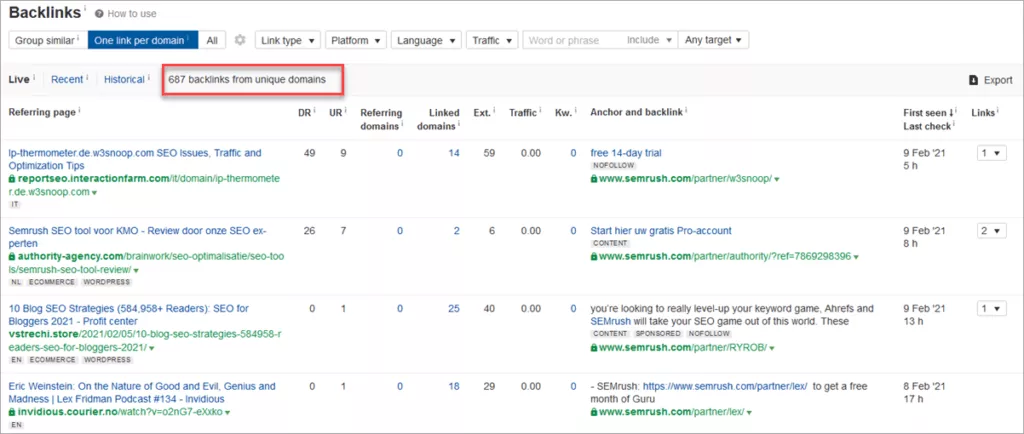 Backlinks i ? How to use
Group similar i One link per domain i All Link type ▼ Platform ▼ Language ▼ Traffic ▼ Word or phrase Include ▼ Any target ▼
Live i Recent i Historical i 687 backlinks from unique domains Export
Referring page i DR i UR i Referring domains i Linked domains i Ext. i Traffic i Kw. i Anchor and backlink i First seen ↓ i Last check i Links i
lp-thermometer.de.w3snoop.com SEO Issues, Traffic and 49 9 0 14 59 0.00 0 free 14-day trial 9 Feb '21 1 ▼
Optimization Tips NOFOLLOW 5 h
reportseo.interactionfarm.com/it/domain/ip-thermomete www.semrush.com/partner/w3snoop/ ▼
r.de.w3snoop.com ▼
IT
Semrush SEO tool voor KMO - Review door onze SEO ex- 26 7 0 2 6 0.00 0 Start hier uw gratis Pro-account 9 Feb '21 2 ▼
perten CONTENT 8 h
authority-agency.com/brainwork/seo-optimalisatie/seo-too www.semrush.com/partner/authority/?ref=7869298396 ▼
ls/semrush-seo-tool-review/ ▼
NL ECOMMERCE WORDPRESS
10 Blog SEO Strategies (584,958+ Readers): SEO for 0 1 0 25 40 0.00 0 you're looking to really level-up your keyword game, Ahrefs and 9 Feb '21 1 ▼
Bloggers 2021 - Profit center SEMrush will take your SEO game out of this world. These 13 h
vstrechi.store/2021/02/05/10-blog-seo-strategies-584958-r CONTENT SPONSORED NOFOLLOW
eaders-seo-for-bloggers-2021/ ▼ www.semrush.com/partner/RYROB/ ▼
EN ECOMMERCE WORDPRESS
Eric Weinstein: On the Nature of Good and Evil, Genius and 0 1 0 18 29 0.00 0 - SEMrush: https://www.semrush.com/partner/lex/ to get a free 8 Feb '21
Madness | Lex Fridman Podcast #134 - Invidious month of Guru 17 h
invidious.courier.no/watch?v=o2nG7-eXxko ▼ www.semrush.com/partner/lex/ ▼
EN